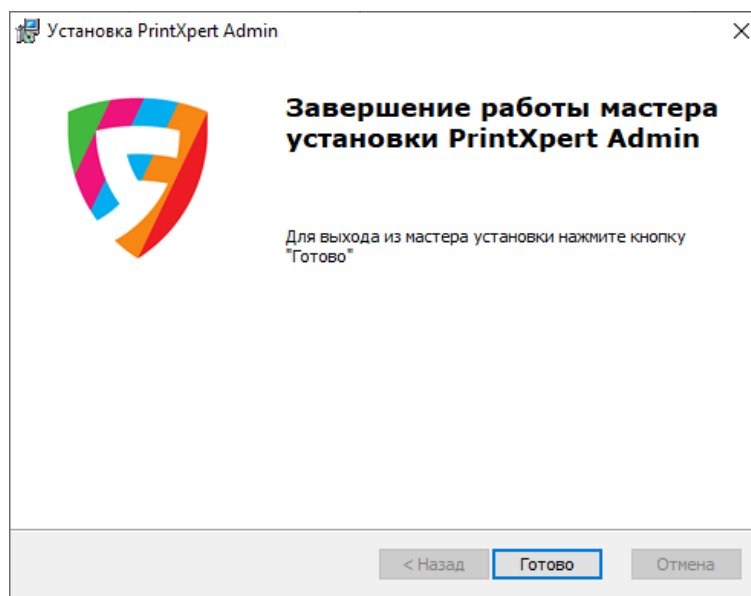 Установка PrintXpert Admin
Завершение работы мастера
установки PrintXpert Admin
Для выхода из мастера установки нажмите кнопку
"Готово"
< Назад
Готово
Отмена